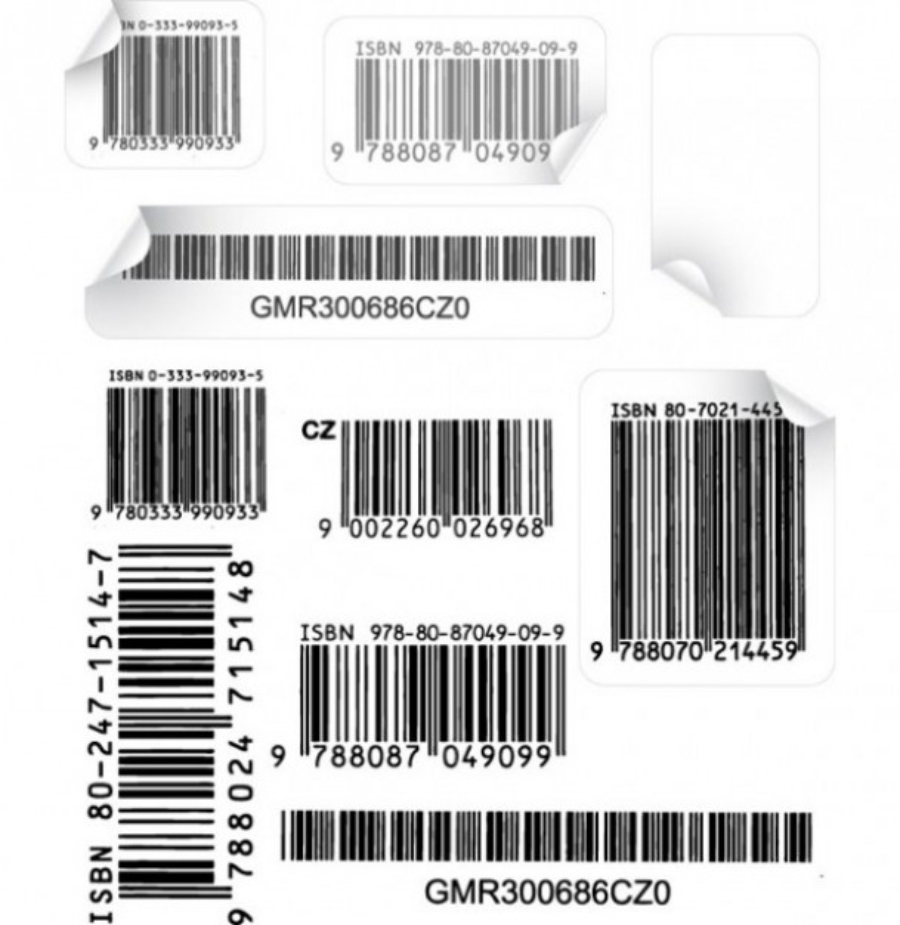 IN 0-333-99093-5
9 780333 990933
ISBN 978-80-87049-09-9
9 788087 04909
GMR300686CZ0
ISBN 0-333-99093-5
9 780333 990933
CZ
9 002260 026968
ISBN 80-7021-445
9 788070 214459
ISBN 80-247-1514-7
9 788024 715148
ISBN 978-80-87049-09-9
9 788087 049099
GMR300686CZ0